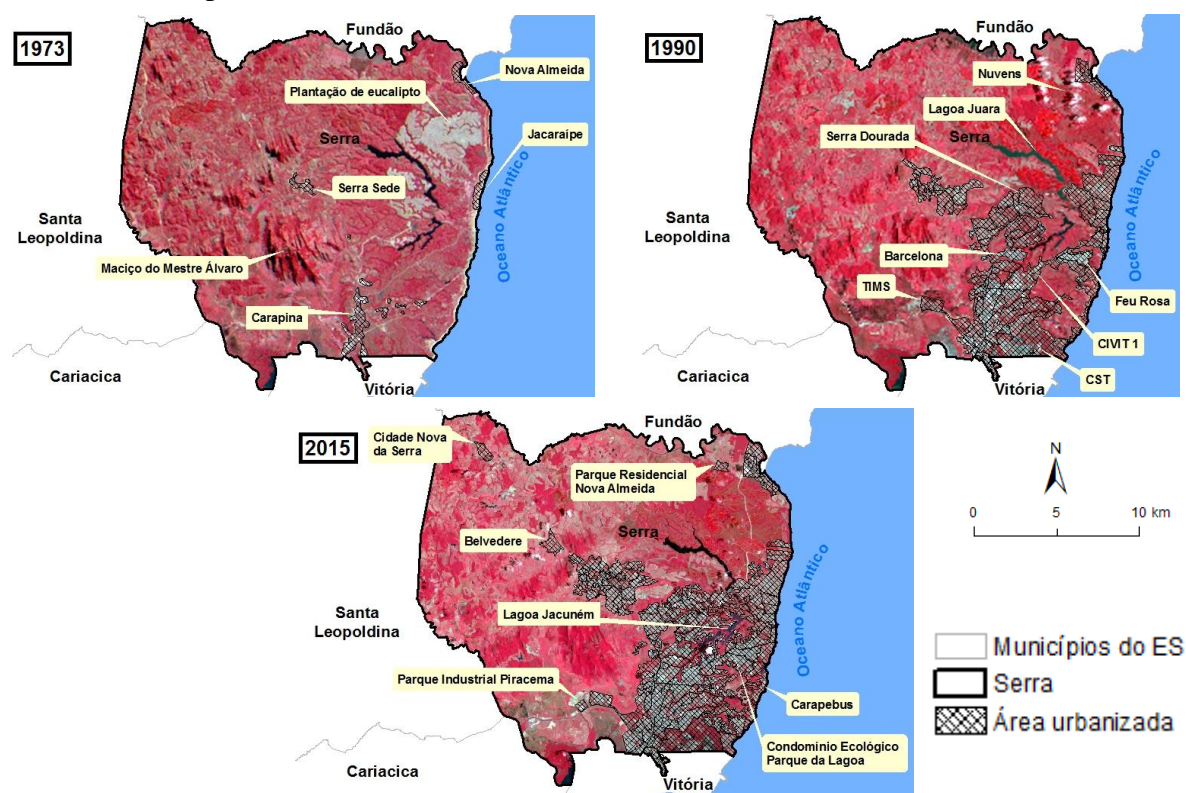 1973
Fundão
Nova Almeida
Plantação de eucalipto
Jacaraípe
Serra
Serra Sede
Oceano Atlântico
Santa
Leopoldina
Maciço do Mestre Álvaro
Carapina
Cariacica
Vitória
1990
Fundão
Nuvens
Lagoa Juara
Serra Dourada
Serra
Oceano Atlântico
Santa
Leopoldina
Barcelona
TIMS
Feu Rosa
CIVIT 1
CST
Cariacica
Vitória
2015
Cidade Nova
da Serra
Fundão
Parque Residencial
Nova Almeida
Belvedere
Serra
Oceano Atlântico
Santa
Leopoldina
Lagoa Jacuném
Parque Industrial Piracema
Carapebus
Condomínio Ecológico
Parque da Lagoa
Cariacica
Vitória
N
0 5 10 km
Municípios do ES
Serra
Área urbanizada